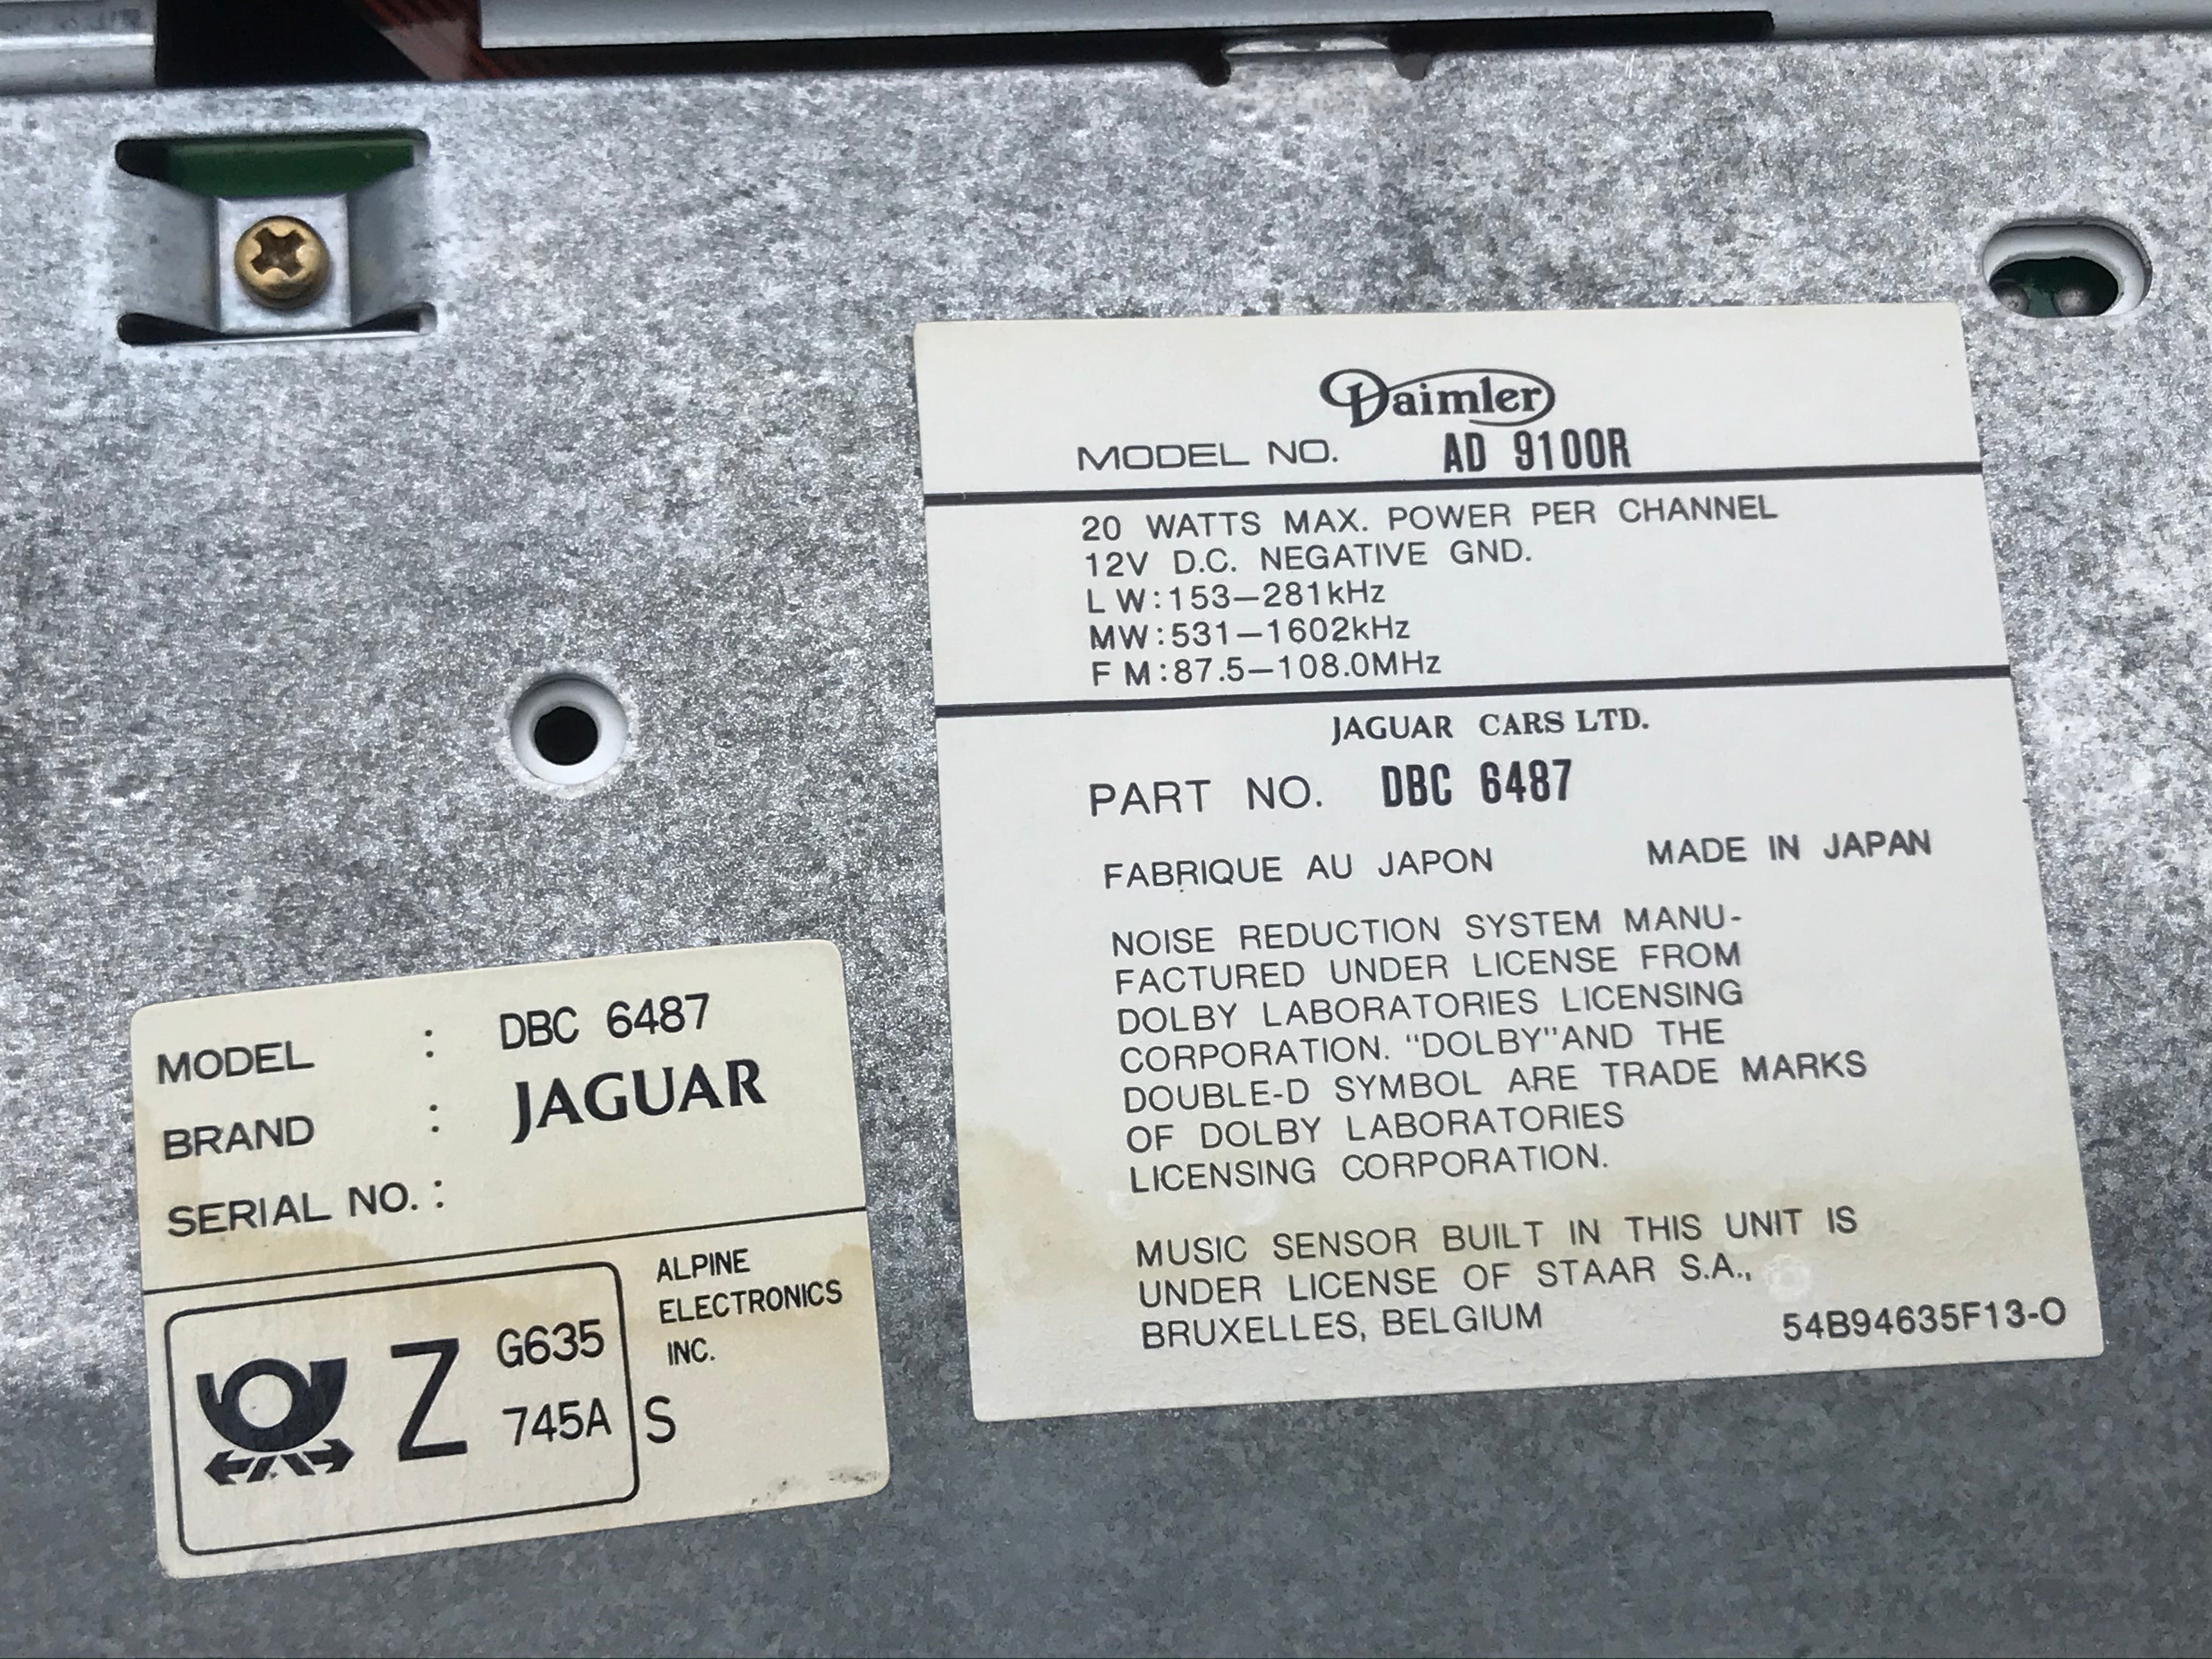 Daimler
MODEL NO. AD 9100R
20 WATTS MAX. POWER PER CHANNEL
12V D.C. NEGATIVE GND.
LW:153–281kHz
MW:531–1602kHz
FM:87.5–108.0MHz
JAGUAR CARS LTD.
PART NO. DBC 6487
FABRIQUE AU JAPON MADE IN JAPAN
NOISE REDUCTION SYSTEM MANU-
FACTURED UNDER LICENSE FROM
DOLBY LABORATORIES LICENSING
CORPORATION. "DOLBY"AND THE
DOUBLE-D SYMBOL ARE TRADE MARKS
OF DOLBY LABORATORIES
LICENSING CORPORATION.
MUSIC SENSOR BUILT IN THIS UNIT IS
UNDER LICENSE OF STAAR S.A.,
BRUXELLES, BELGIUM 54B94635F13-O
MODEL : DBC 6487
BRAND : JAGUAR
SERIAL NO. :
ALPINE
ELECTRONICS
INC.
Z G635
745A S